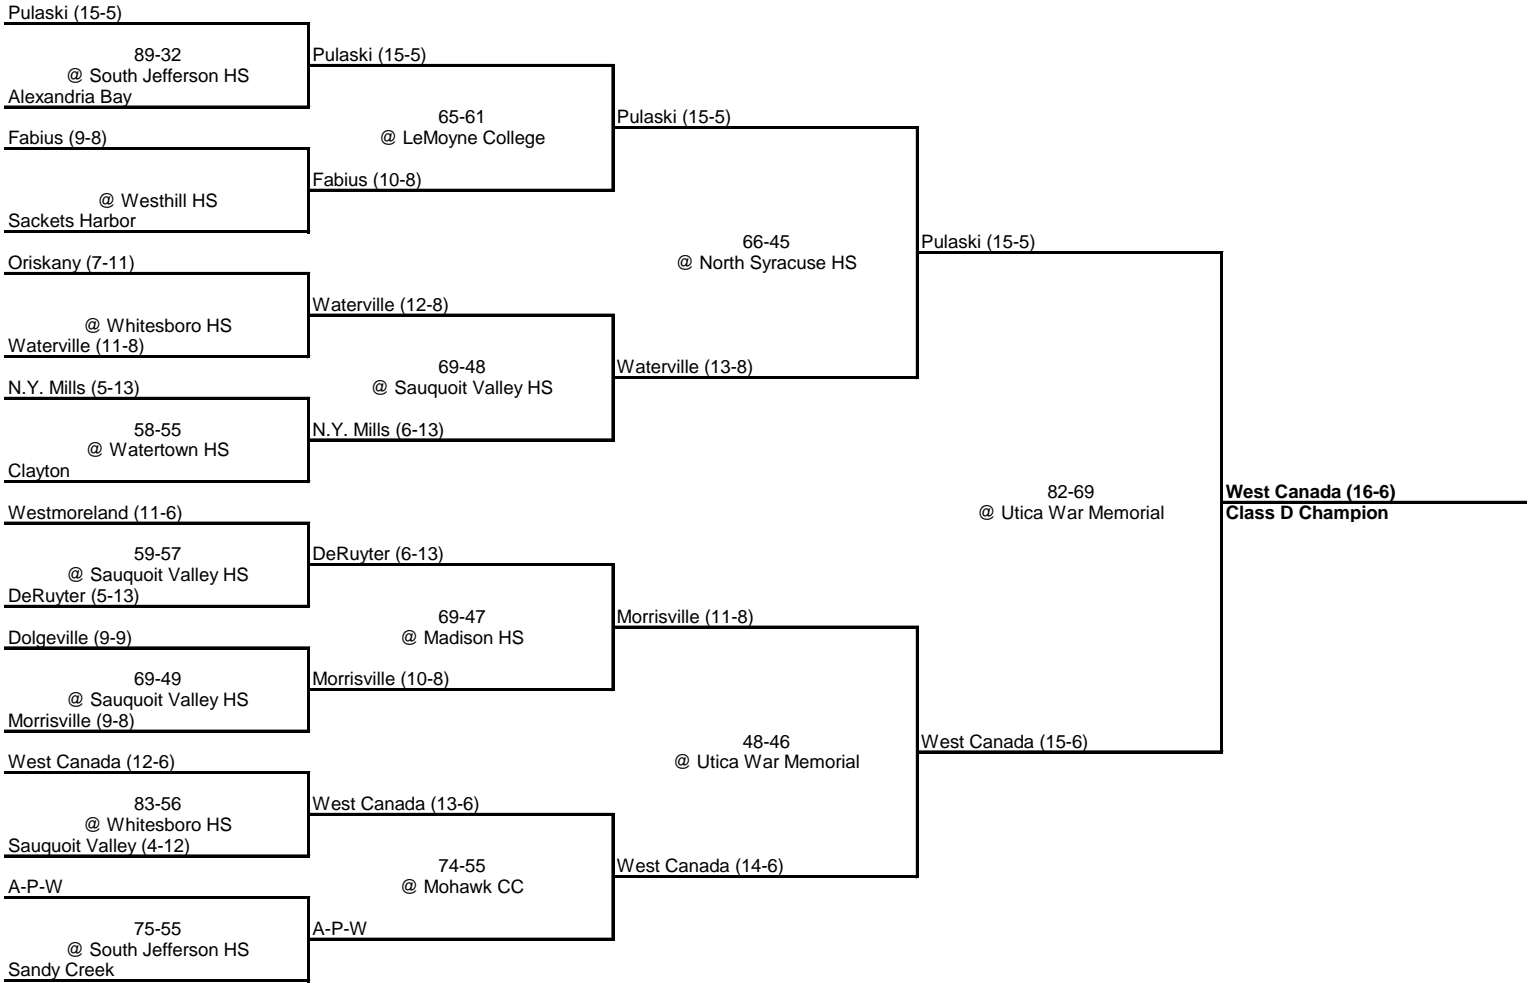 Pulaski (15-5)
89-32
@ South Jefferson HS
Alexandria Bay
Fabius (9-8)
@ Westhill HS
Sackets Harbor
Oriskany (7-11)
@ Whitesboro HS
Waterville (11-8)
N.Y. Mills (5-13)
58-55
@ Watertown HS
Clayton
Westmoreland (11-6)
59-57
@ Sauquoit Valley HS
DeRuyter (5-13)
Dolgeville (9-9)
69-49
@ Sauquoit Valley HS
Morrisville (9-8)
West Canada (12-6)
83-56
@ Whitesboro HS
Sauquoit Valley (4-12)
A-P-W
75-55
@ South Jefferson HS
Sandy Creek
Pulaski (15-5)
65-61
@ LeMoyne College
Fabius (10-8)
Waterville (12-8)
69-48
@ Sauquoit Valley HS
N.Y. Mills (6-13)
DeRuyter (6-13)
69-47
@ Madison HS
Morrisville (10-8)
West Canada (13-6)
74-55
@ Mohawk CC
A-P-W
Pulaski (15-5)
66-45
@ North Syracuse HS
Waterville (13-8)
Morrisville (11-8)
48-46
@ Utica War Memorial
West Canada (14-6)
Pulaski (15-5)
82-69
@ Utica War Memorial
West Canada (15-6)
West Canada (16-6)
Class D Champion